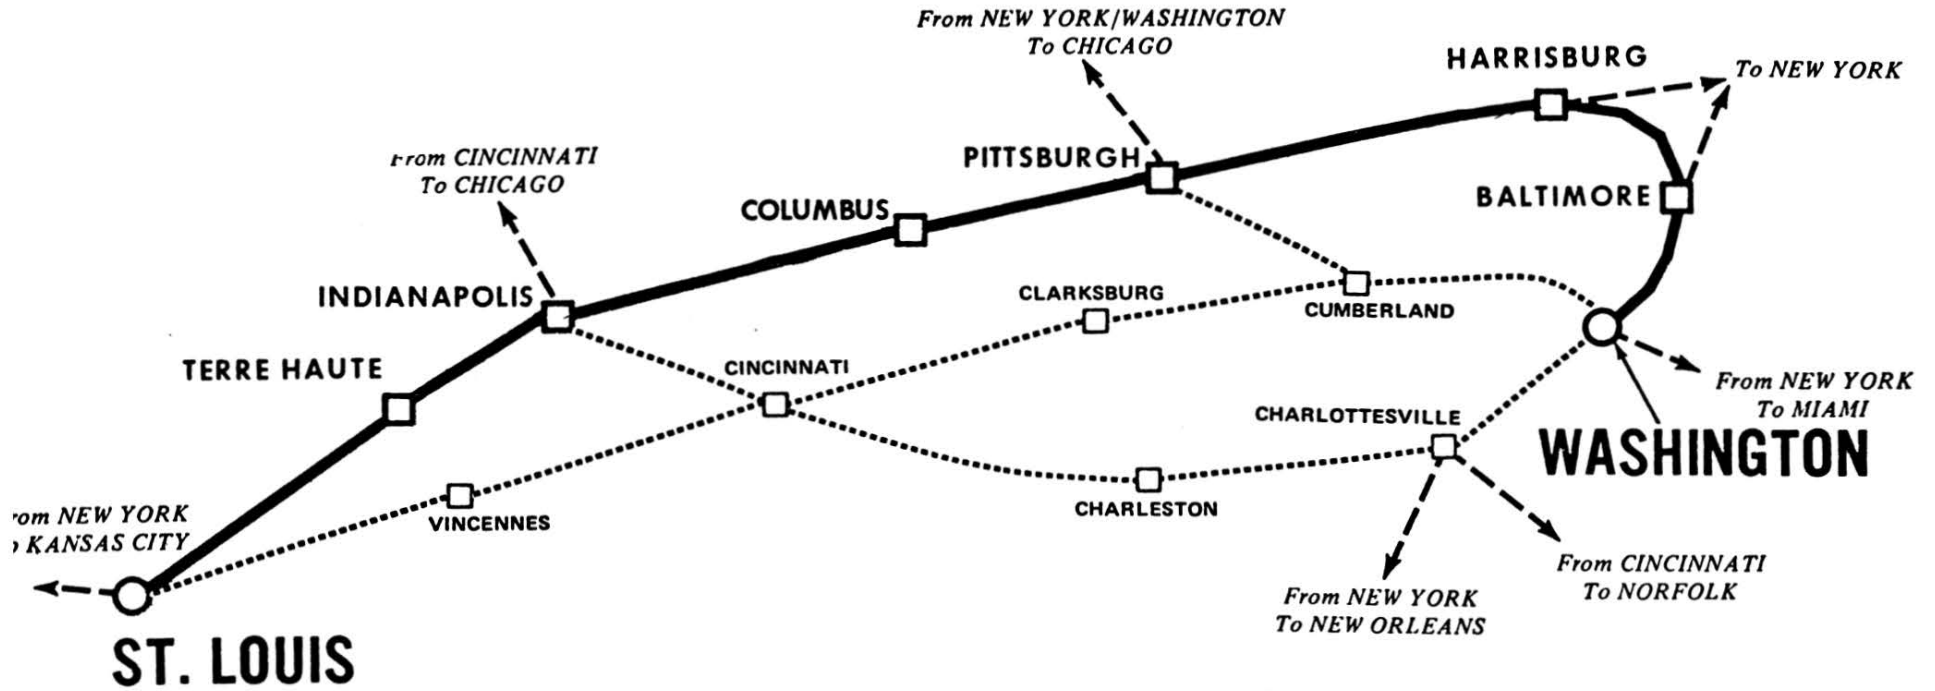 From NEW YORK/WASHINGTON
To CHICAGO
HARRISBURG
To NEW YORK
From CINCINNATI
To CHICAGO
PITTSBURGH
BALTIMORE
COLUMBUS
INDIANAPOLIS
CLARKSBURG
CUMBERLAND
TERRE HAUTE
CINCINNATI
From NEW YORK
To MIAMI
CHARLOTTESVILLE
WASHINGTON
CHARLESTON
VINCENNES
rom NEW YORK
KANSAS CITY
From CINCINNATI
To NORFOLK
From NEW YORK
To NEW ORLEANS
ST. LOUIS